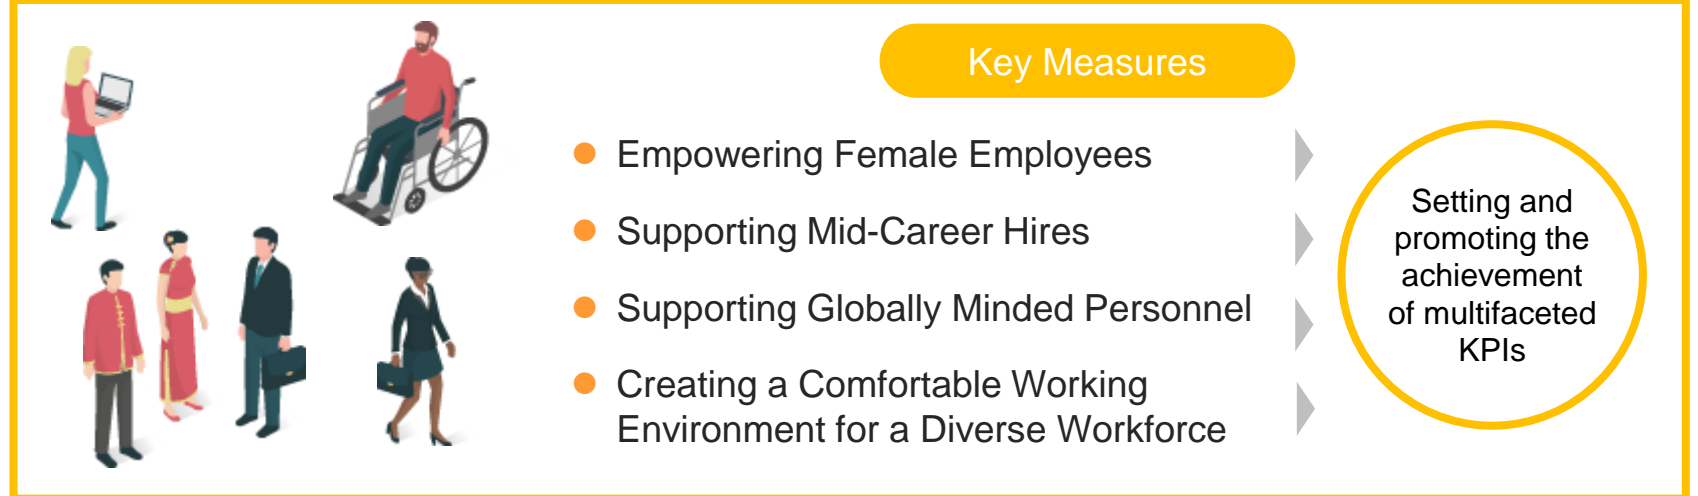 Key Measures
Empowering Female Employees
Supporting Mid-Career Hires
Supporting Globally Minded Personnel
Creating a Comfortable Working
Environment for a Diverse Workforce
Setting and
promoting the
achievement
of multifaceted
KPIs